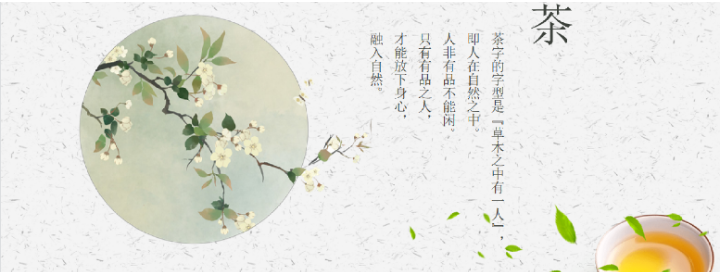 茶
茶字的字型是『草木之中有一人』，
即人在自然之中。
人非有品不能闲。
只有有品之人，
才能放下身心，
融入自然。